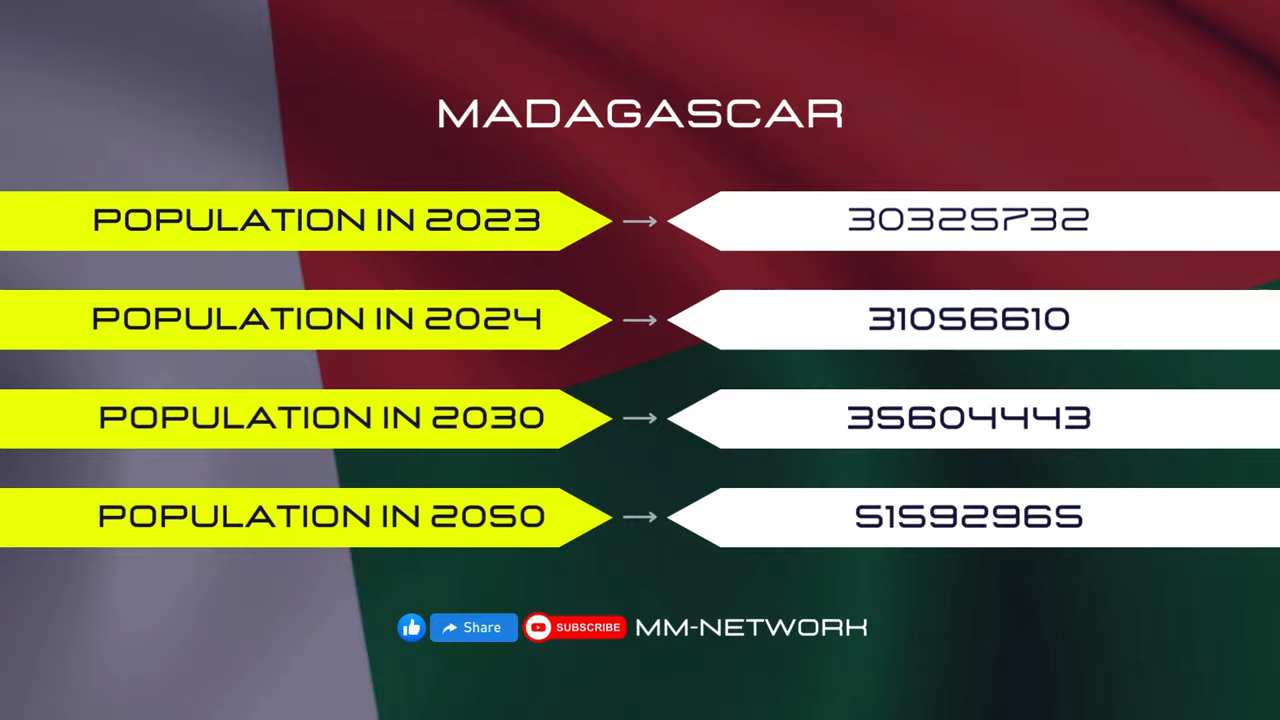 MADAGASCAR
POPULATION IN 2023 → 30325732
POPULATION IN 2024 → 31056610
POPULATION IN 2030 → 35604443
POPULATION IN 2050 → 51592965
Share SUBSCRIBE MM-NETWORK